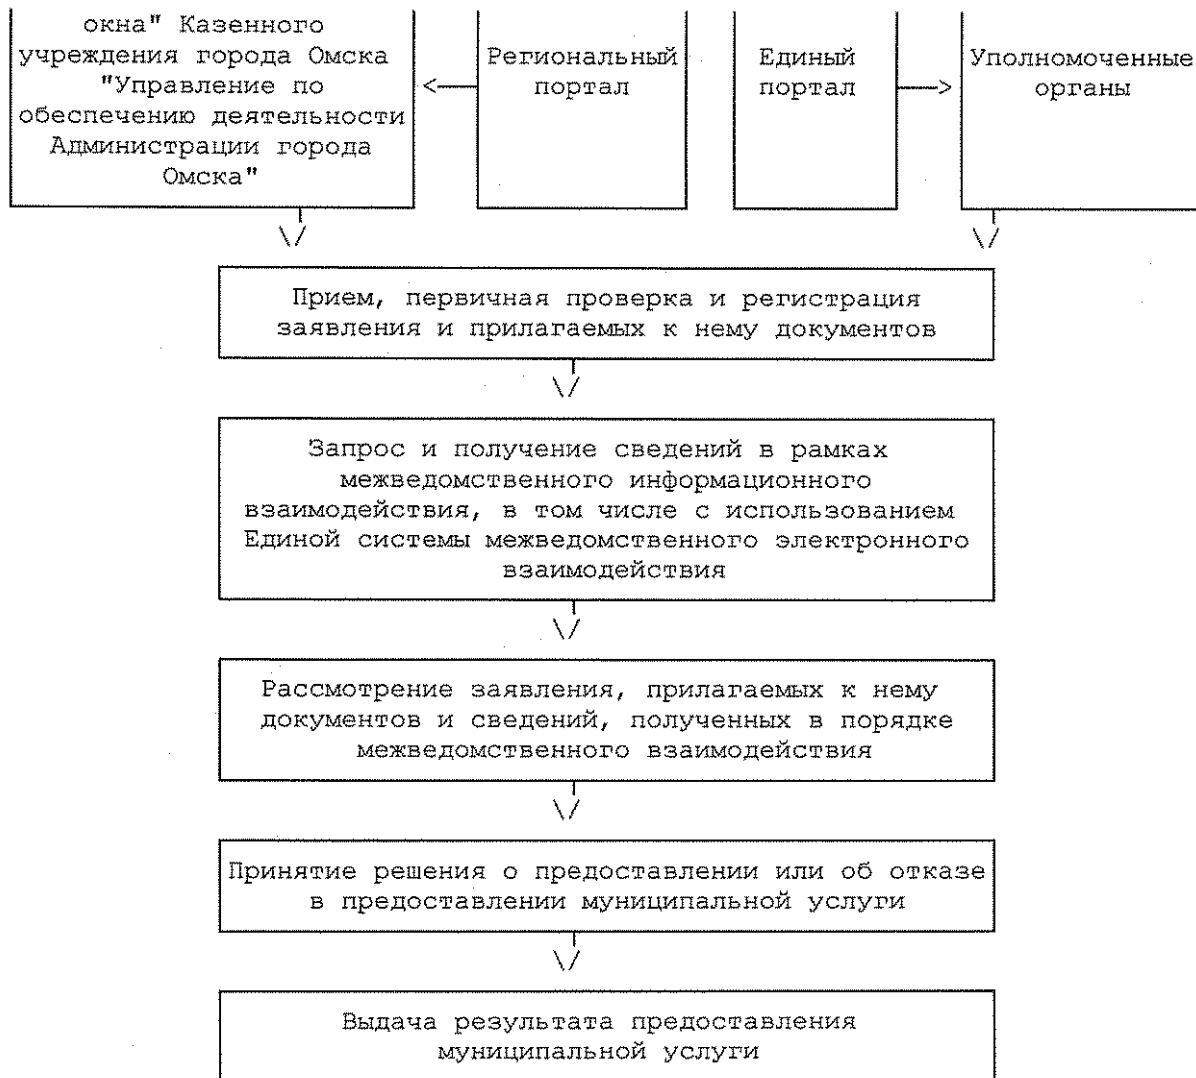 окна" Казенного
учреждения города Омска
"Управление по
обеспечению деятельности
Администрации города
Омска"
Региональный
портал
Единый
портал
Уполномоченные
органы
Прием, первичная проверка и регистрация
заявления и прилагаемых к нему документов
Запрос и получение сведений в рамках
межведомственного информационного
взаимодействия, в том числе с использованием
Единой системы межведомственного электронного
взаимодействия
Рассмотрение заявления, прилагаемых к нему
документов и сведений, полученных в порядке
межведомственного взаимодействия
Принятие решения о предоставлении или об отказе
в предоставлении муниципальной услуги
Выдача результата предоставления
муниципальной услуги